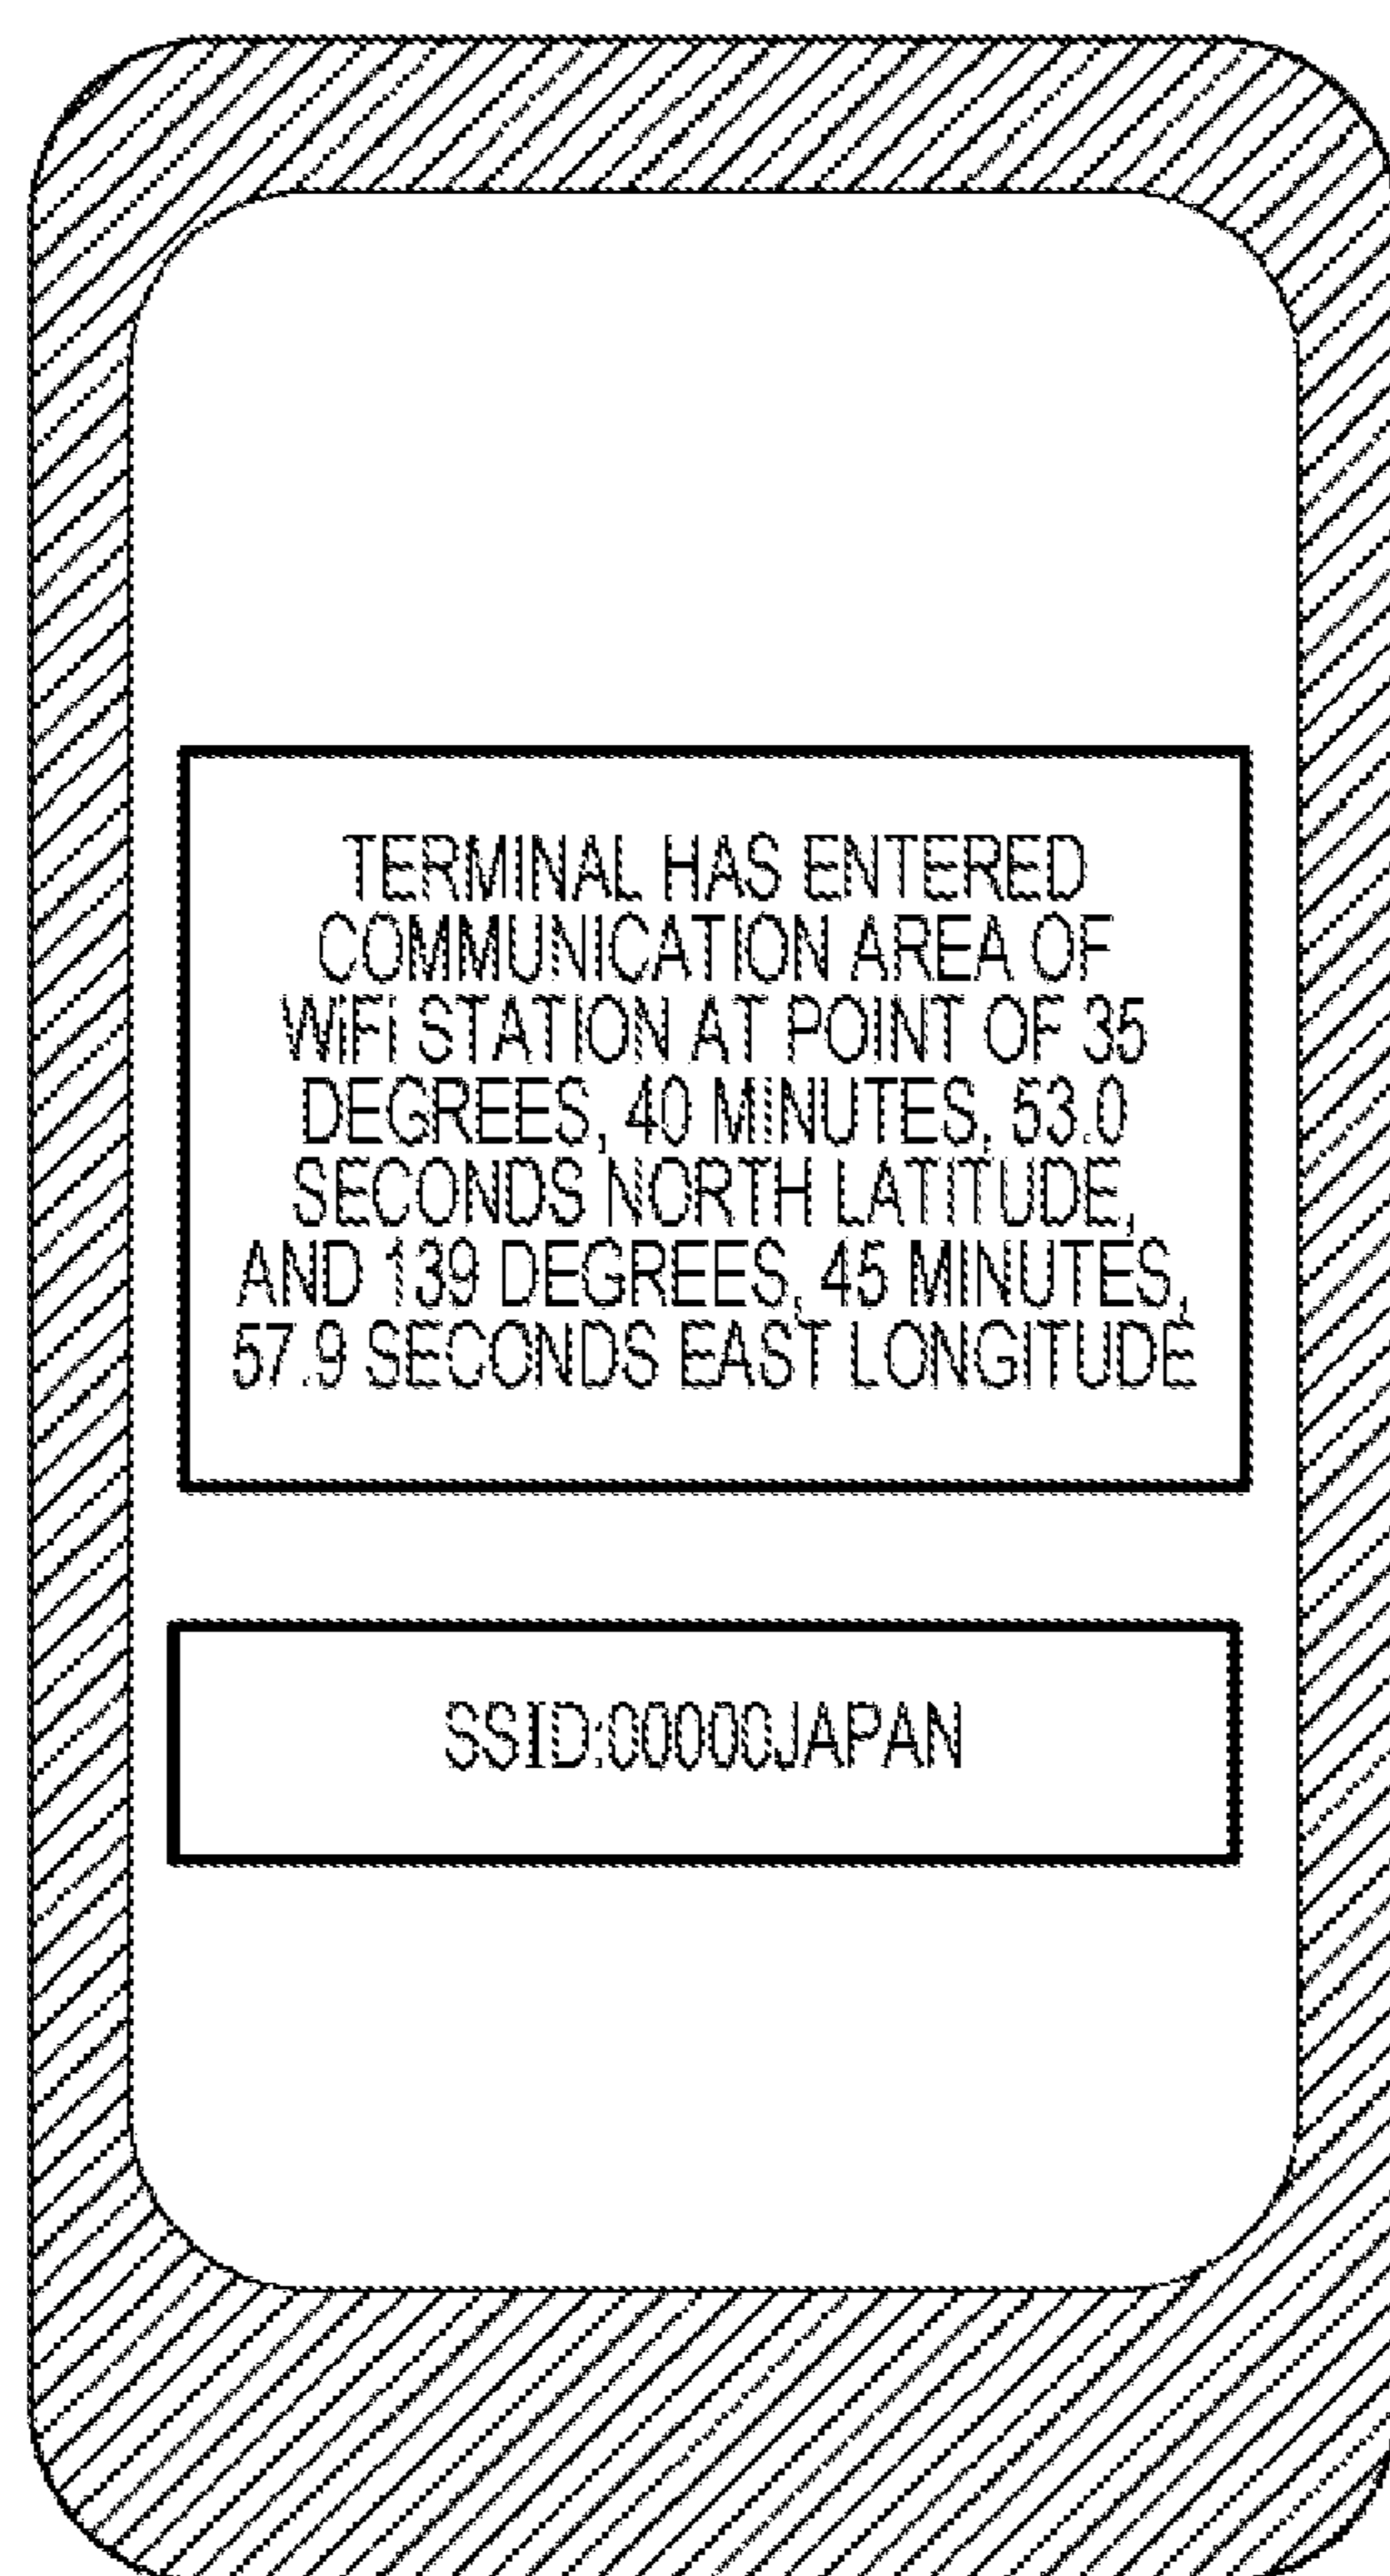 TERMINAL HAS ENTERED
COMMUNICATION AREA OF
WiFi STATION AT POINT OF 35
DEGREES, 40 MINUTES, 53.0
SECONDS NORTH LATITUDE,
AND 139 DEGREES, 45 MINUTES,
57.9 SECONDS EAST LONGITUDE
SSID:00000JAPAN